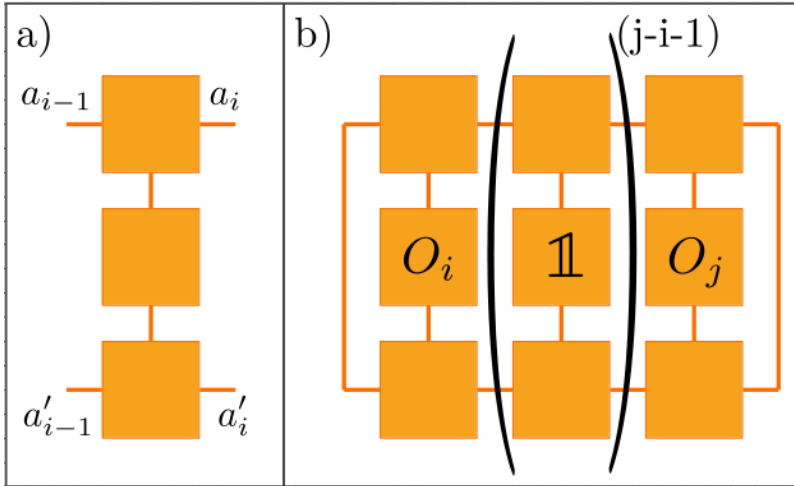 a)
a_{i-1} a_i
a'_{i-1} a'_i
b)
(j-i-1)
O_i 𝟙 O_j